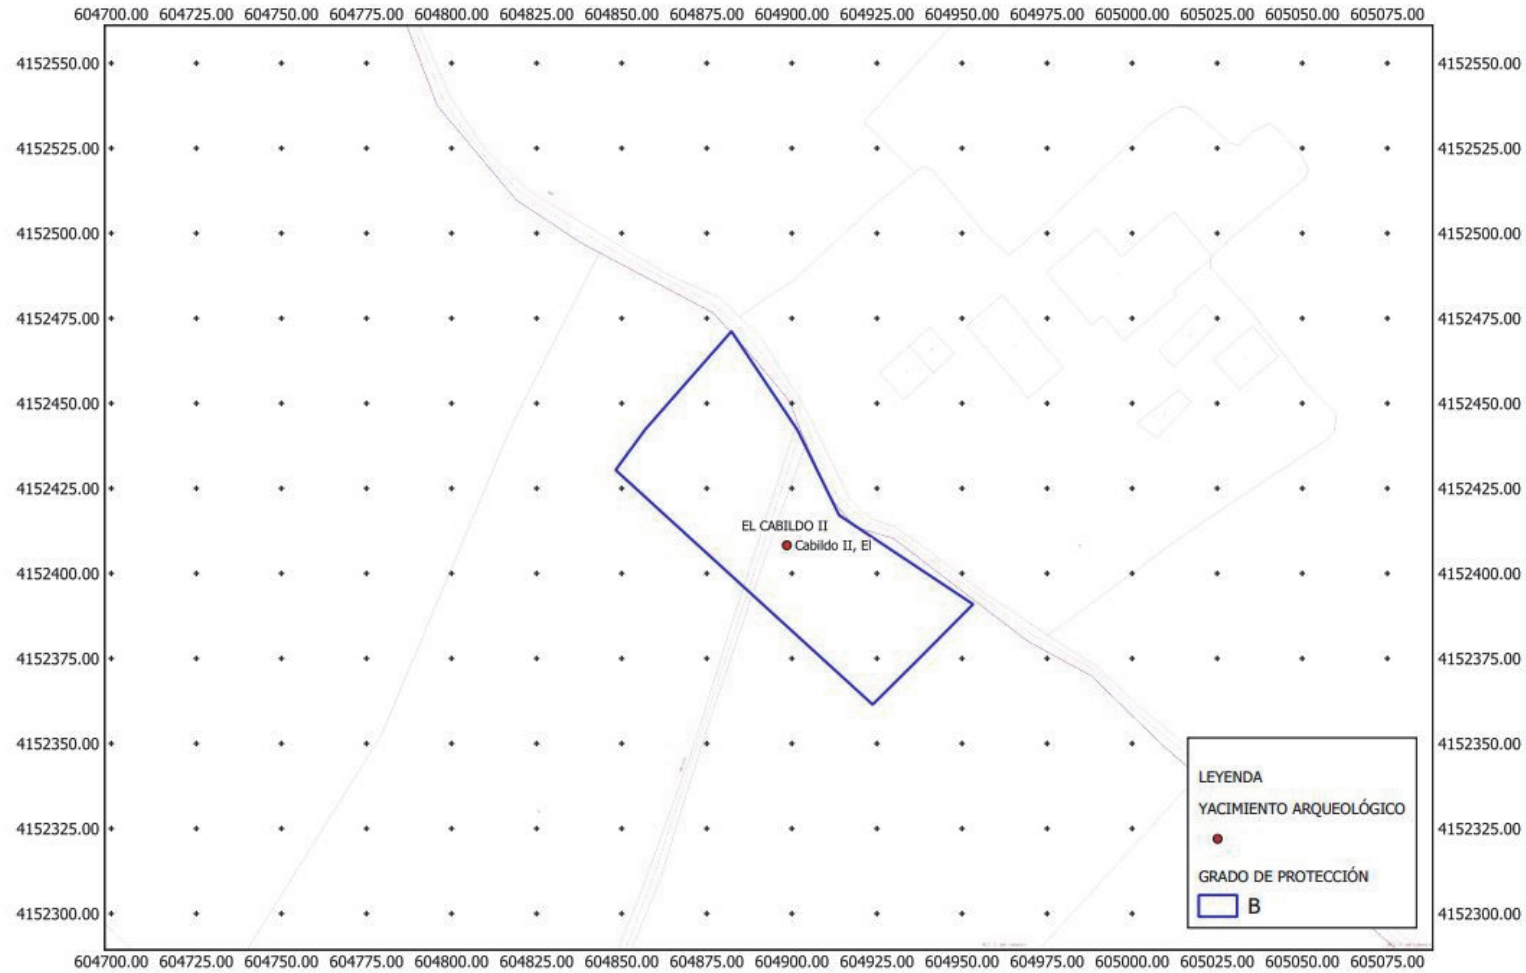 604700.00 604725.00 604750.00 604775.00 604800.00 604825.00 604850.00 604875.00 604900.00 604925.00 604950.00 604975.00 605000.00 605025.00 605050.00 605075.00
4152550.00 4152550.00
4152525.00 4152525.00
4152500.00 4152500.00
4152475.00 4152475.00
4152450.00 4152450.00
4152425.00 4152425.00
EL CABILDO II
Cabildo II, El
4152400.00 4152400.00
4152375.00 4152375.00
4152350.00 4152350.00
LEYENDA
YACIMIENTO ARQUEOLÓGICO
4152325.00 4152325.00
GRADO DE PROTECCIÓN
B
4152300.00 4152300.00
604700.00 604725.00 604750.00 604775.00 604800.00 604825.00 604850.00 604875.00 604900.00 604925.00 604950.00 604975.00 605000.00 605025.00 605050.00 605075.00